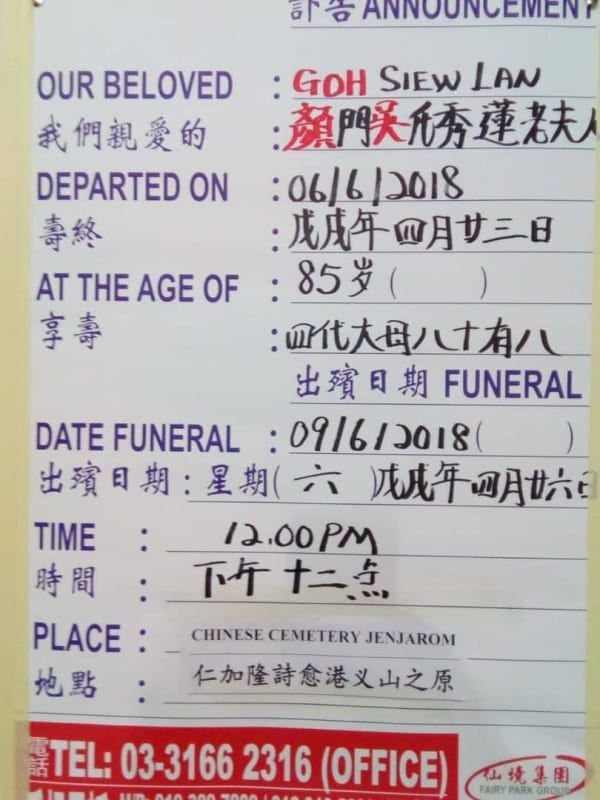 訃告 ANNOUNCEMENT
OUR BELOVED : GOH SIEW LAN
我們親愛的 : 顏門吴氏秀蓮老夫人
DEPARTED ON : 06/6/2018
壽終 戊戌年四月廿三日
AT THE AGE OF : 85岁 ( )
享壽 : 四代大母八十有八
出殯日期 FUNERAL
DATE FUNERAL : 09/6/2018 ( )
出殯日期 : 星期( 六 )戊戌年四月廿六日
TIME : 12.00PM
時間 : 下午十二点
PLACE : CHINESE CEMETERY JENJAROM
地點 : 仁加隆詩愈港义山之原
電話 TEL: 03-3166 2316 (OFFICE)
仙境集團
FAIRY PARK GROUP